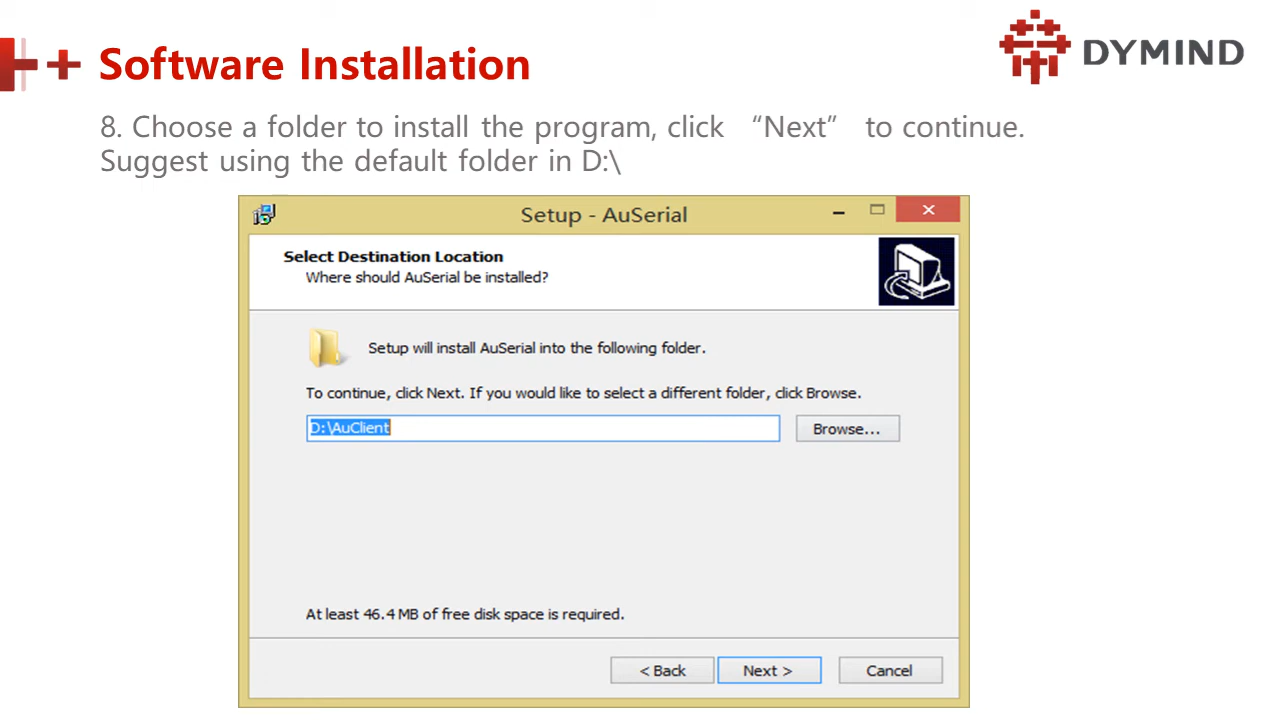 Software Installation
DYMIND
8. Choose a folder to install the program, click “Next” to continue.
Suggest using the default folder in D:\
Setup - AuSerial
Select Destination Location
Where should AuSerial be installed?
Setup will install AuSerial into the following folder.
To continue, click Next. If you would like to select a different folder, click Browse.
D:\AuClient
Browse...
At least 46.4 MB of free disk space is required.
< Back
Next >
Cancel